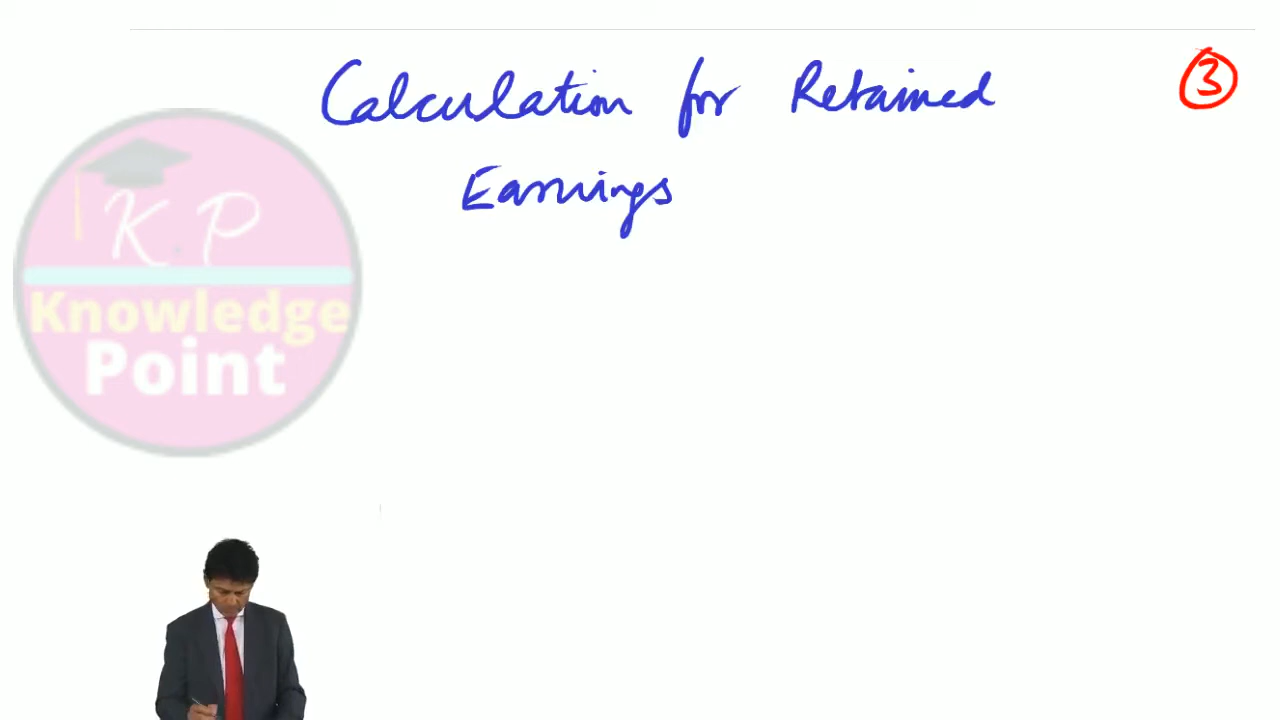 Calculation for Retained
3
Earnings
K.P
Knowledge
Point